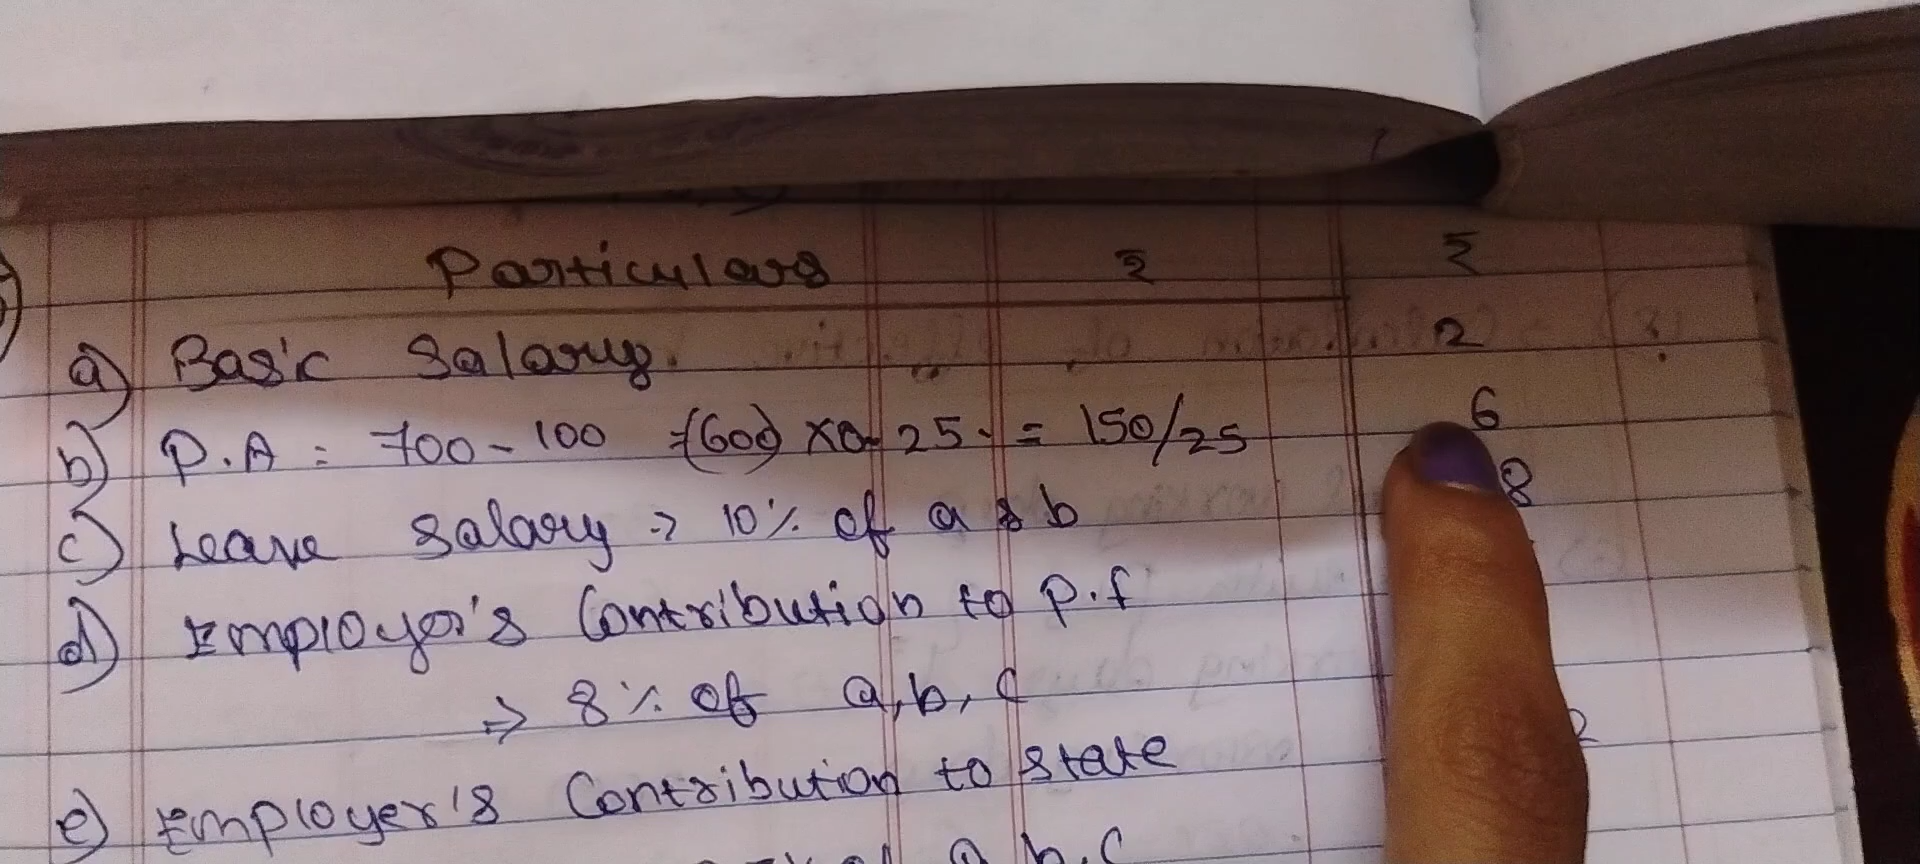 Particulars ₹ ₹
a) Basic Salary. 2
b) D.A = 700 - 100 = (600) x 0.25. = 150/25 6
c) Leave Salary → 10% of a & b 8
d) Employer's Contribution to P.f
⇒ 8% of a, b, c
e) Employer's Contribution to State
a, b, c